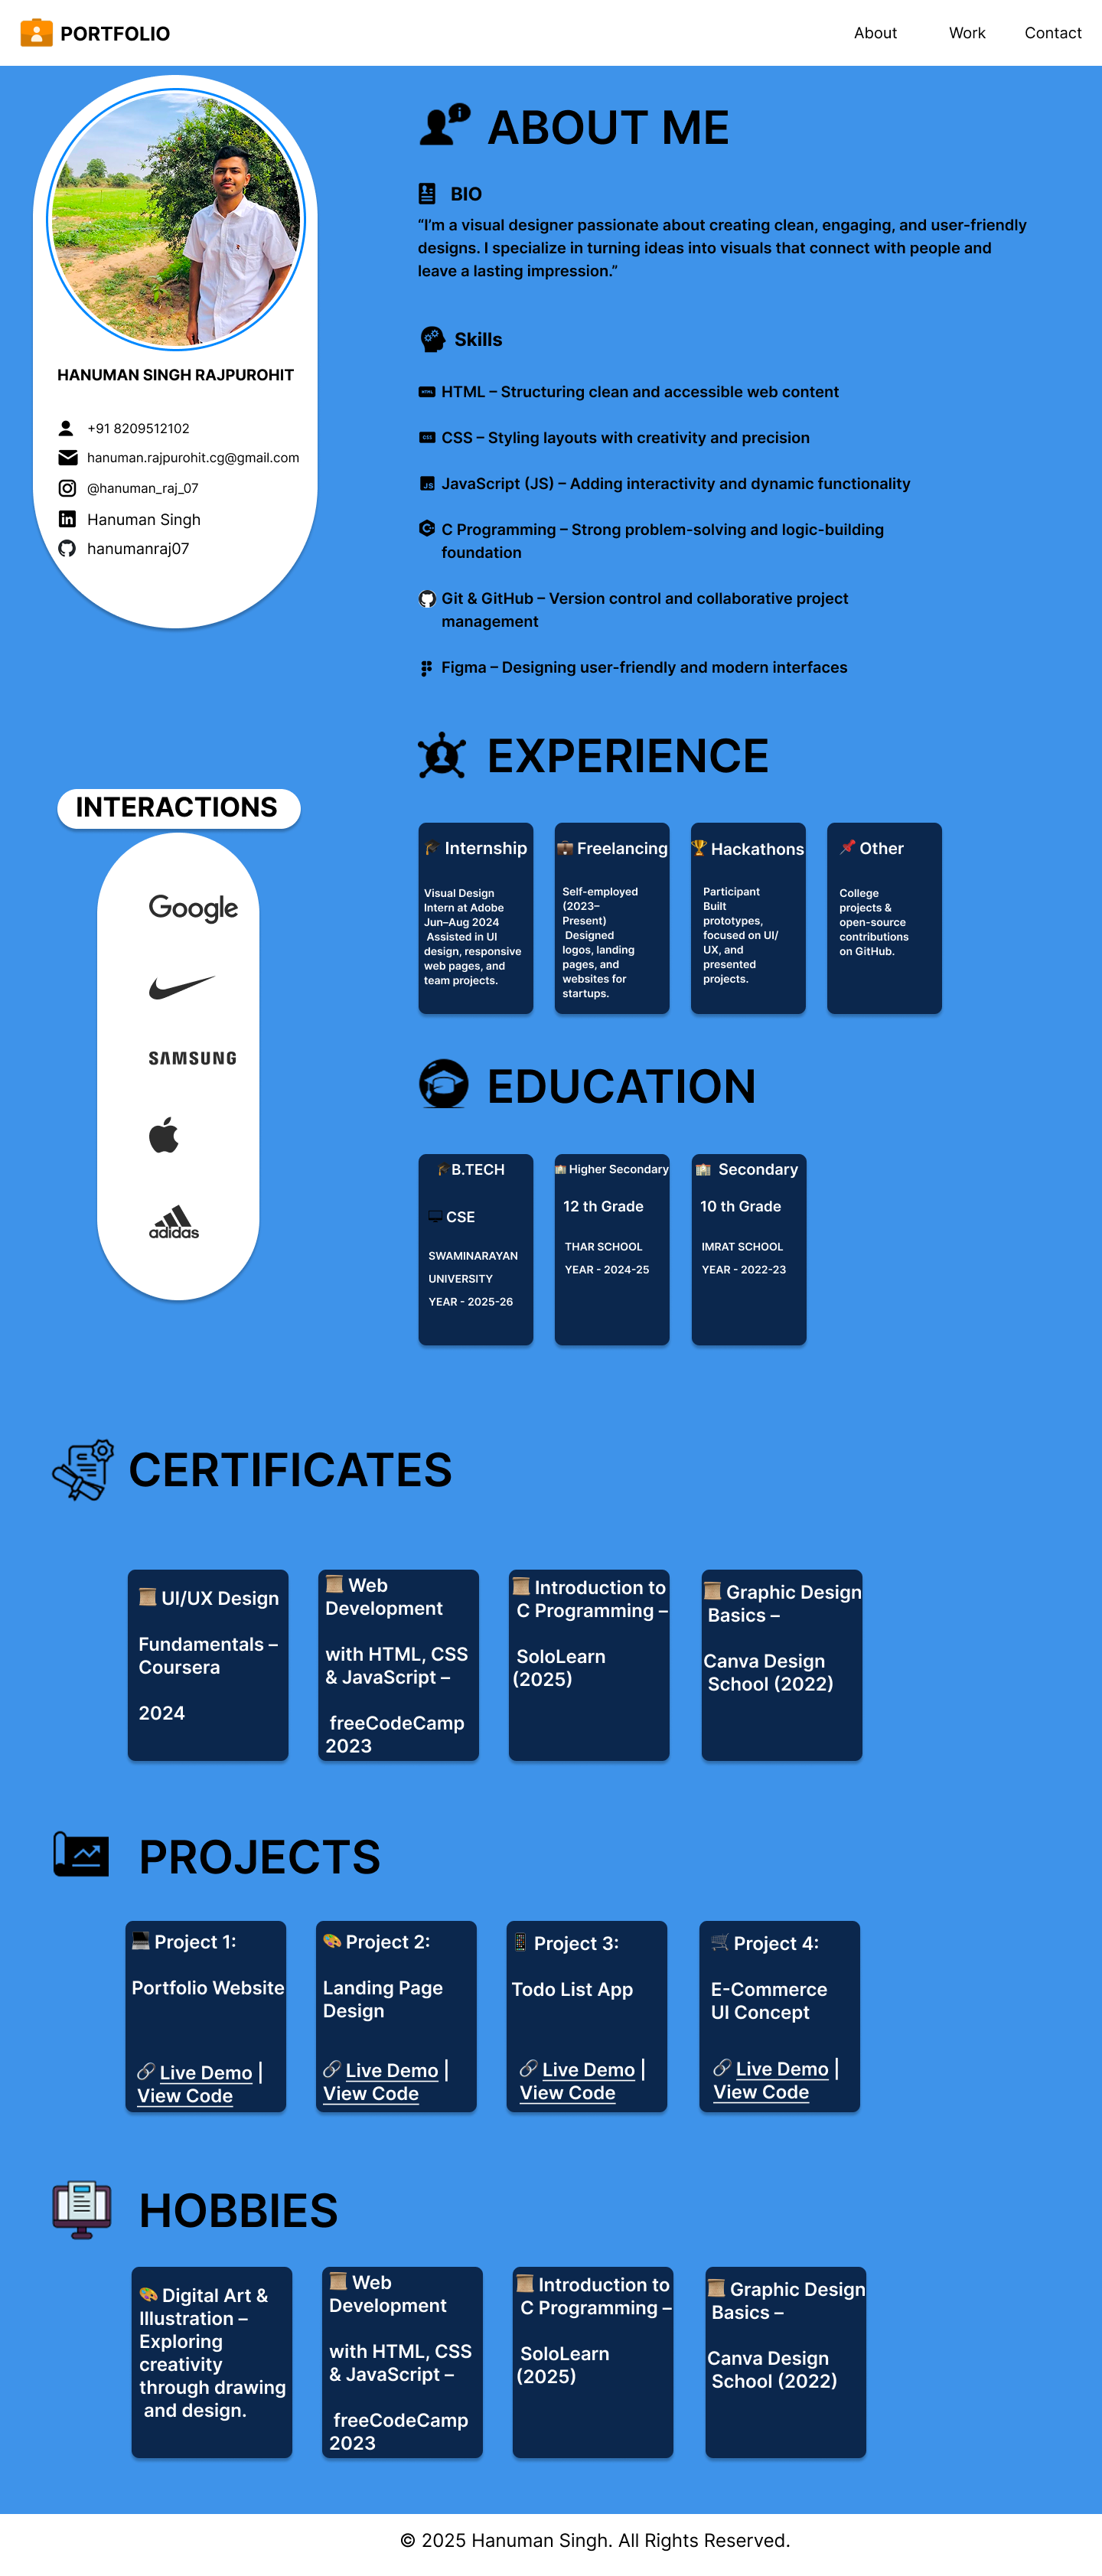 PORTFOLIO
About
Work
Contact
HANUMAN SINGH RAJPUROHIT
+91 8209512102
hanuman.rajpurohit.cg@gmail.com
@hanuman_raj_07
Hanuman Singh
hanumanraj07
ABOUT ME
BIO
“I’m a visual designer passionate about creating clean, engaging, and user-friendly
designs. I specialize in turning ideas into visuals that connect with people and
leave a lasting impression.”
Skills
HTML – Structuring clean and accessible web content
CSS – Styling layouts with creativity and precision
JavaScript (JS) – Adding interactivity and dynamic functionality
C Programming – Strong problem-solving and logic-building
foundation
Git & GitHub – Version control and collaborative project
management
Figma – Designing user-friendly and modern interfaces
INTERACTIONS
Google
SAMSUNG
adidas
EXPERIENCE
Internship
Visual Design
Intern at Adobe
Jun–Aug 2024
Assisted in UI
design, responsive
web pages, and
team projects.
Freelancing
Self-employed
(2023–
Present)
Designed
logos, landing
pages, and
websites for
startups.
Hackathons
Participant
Built
prototypes,
focused on UI/
UX, and
presented
projects.
Other
College
projects &
open-source
contributions
on GitHub.
EDUCATION
B.TECH
CSE
SWAMINARAYAN
UNIVERSITY
YEAR - 2025-26
Higher Secondary
12 th Grade
THAR SCHOOL
YEAR - 2024-25
Secondary
10 th Grade
IMRAT SCHOOL
YEAR - 2022-23
CERTIFICATES
UI/UX Design
Fundamentals –
Coursera
2024
Web
Development
with HTML, CSS
& JavaScript –
freeCodeCamp
2023
Introduction to
C Programming –
SoloLearn
(2025)
Graphic Design
Basics –
Canva Design
School (2022)
PROJECTS
Project 1:
Portfolio Website
Live Demo |
View Code
Project 2:
Landing Page
Design
Live Demo |
View Code
Project 3:
Todo List App
Live Demo |
View Code
Project 4:
E-Commerce
UI Concept
Live Demo |
View Code
HOBBIES
Digital Art &
Illustration –
Exploring
creativity
through drawing
and design.
Web
Development
with HTML, CSS
& JavaScript –
freeCodeCamp
2023
Introduction to
C Programming –
SoloLearn
(2025)
Graphic Design
Basics –
Canva Design
School (2022)
© 2025 Hanuman Singh. All Rights Reserved.